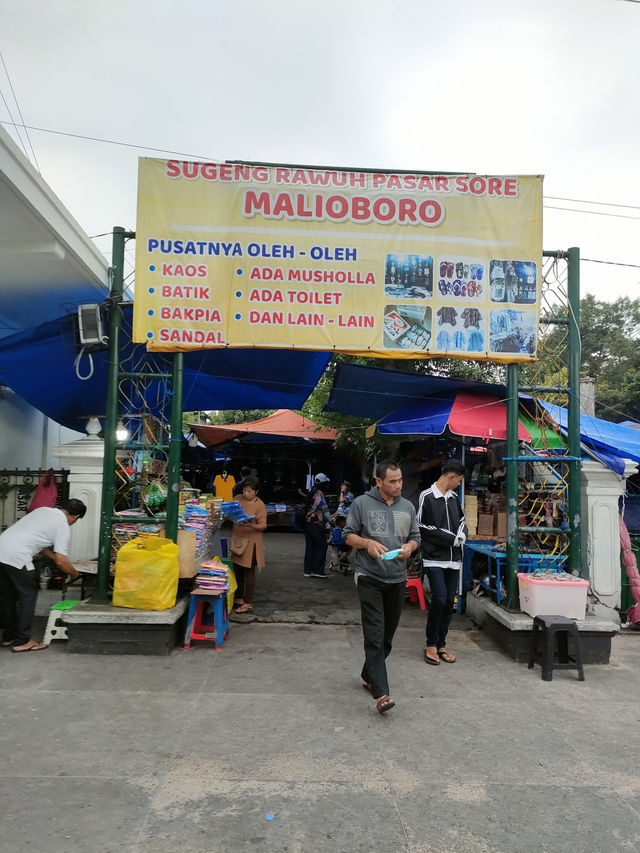 SUGENG RAWUH PASAR SORE
MALIOBORO
PUSATNYA OLEH - OLEH
• KAOS
• BATIK
• BAKPIA
• SANDAL
• ADA MUSHOLLA
• ADA TOILET
• DAN LAIN - LAIN